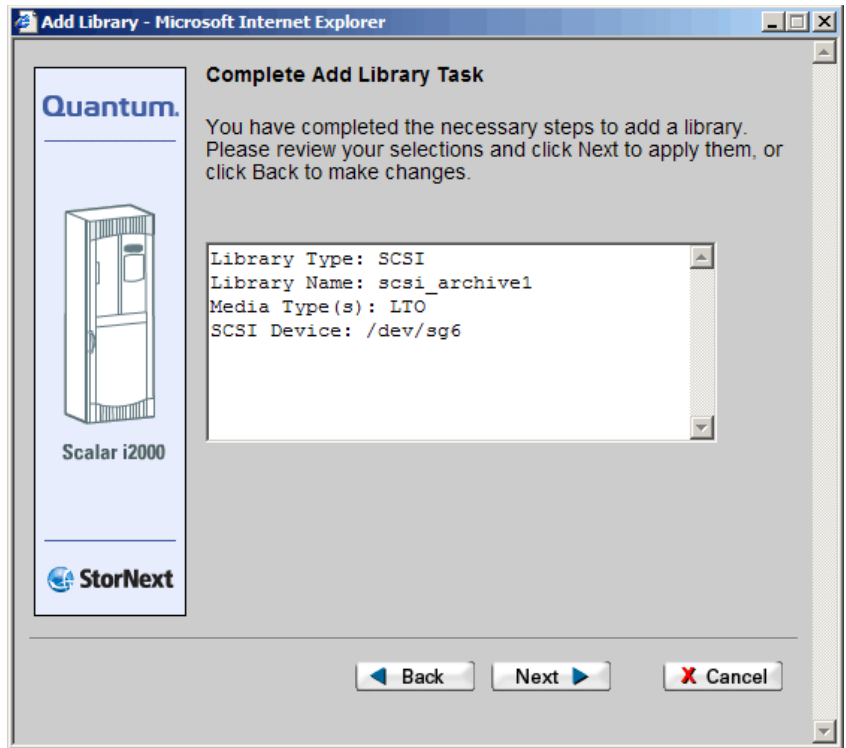 Add Library - Microsoft Internet Explorer
Quantum.
Scalar i2000
StorNext
Complete Add Library Task
You have completed the necessary steps to add a library.
Please review your selections and click Next to apply them, or
click Back to make changes.
Library Type: SCSI
Library Name: scsi_archive1
Media Type(s): LTO
SCSI Device: /dev/sg6
Back
Next
Cancel